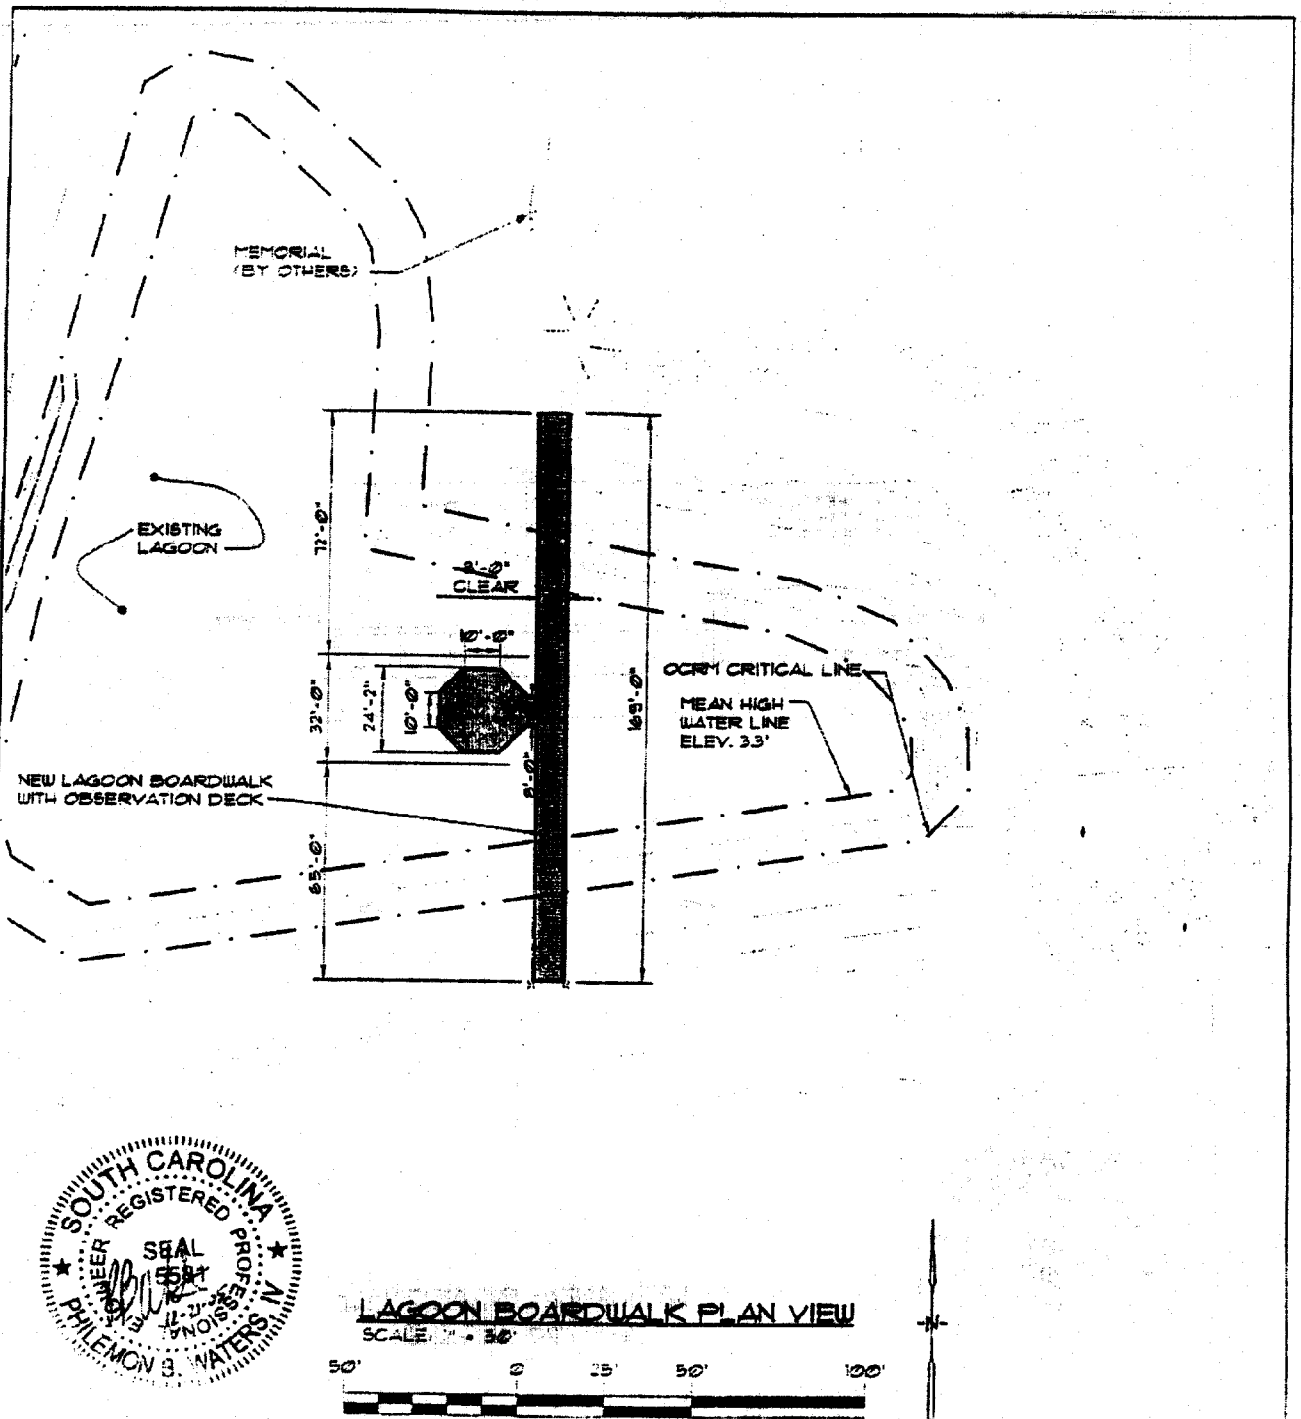 MEMORIAL
(BY OTHERS)
EXISTING
LAGOON
72'-0"
8'-0"
CLEAR
10'-0"
32'-0"
24'-2"
10'-0"
169'-0"
OCRM CRITICAL LINE
MEAN HIGH
WATER LINE
ELEV. 3.3'
NEW LAGOON BOARDWALK
WITH OBSERVATION DECK
8'-0"
65'-0"
SOUTH CAROLINA
REGISTERED PROFESSIONAL ENGINEER
SEAL
PHILEMON B. WATERS IV
LAGOON BOARDWALK PLAN VIEW
SCALE = 30'
50' 0 25' 50' 100'
N